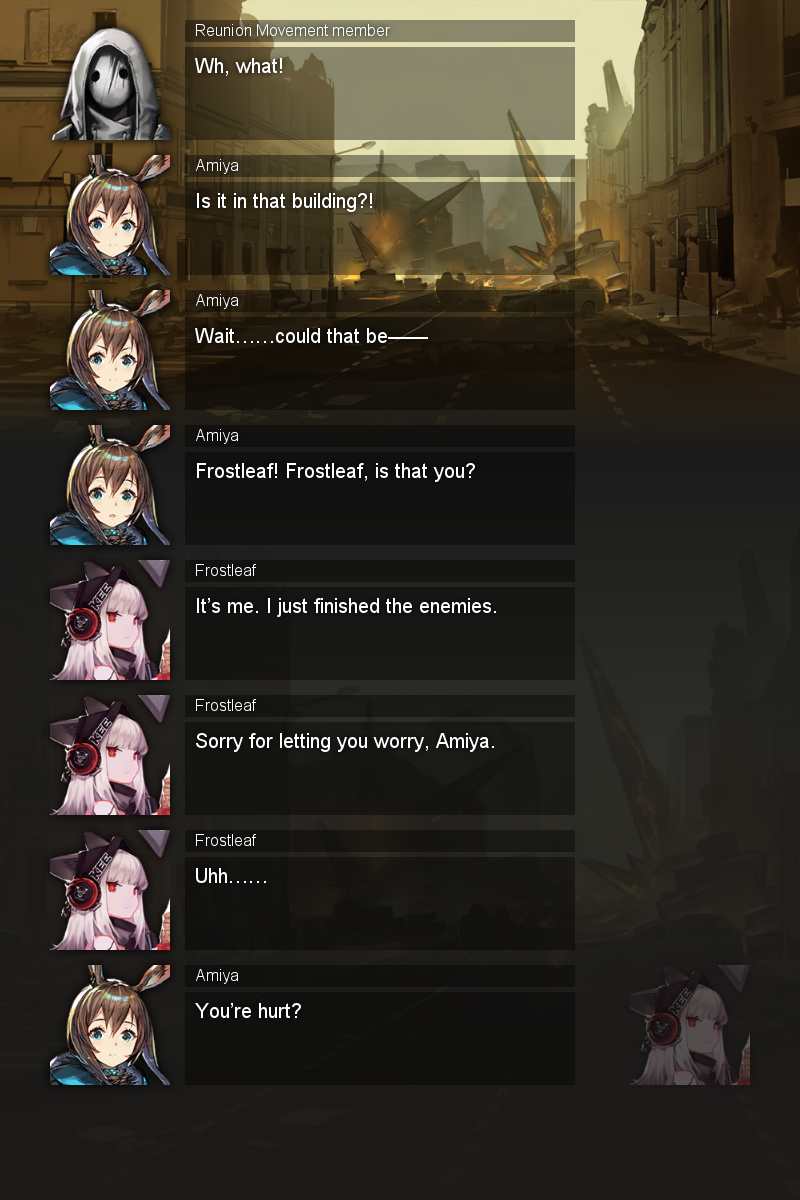 Reunion Movement member
Wh, what!
Amiya
Is it in that building?!
Amiya
Wait……could that be——
Amiya
Frostleaf! Frostleaf, is that you?
Frostleaf
It’s me. I just finished the enemies.
Frostleaf
Sorry for letting you worry, Amiya.
Frostleaf
Uhh……
Amiya
You’re hurt?